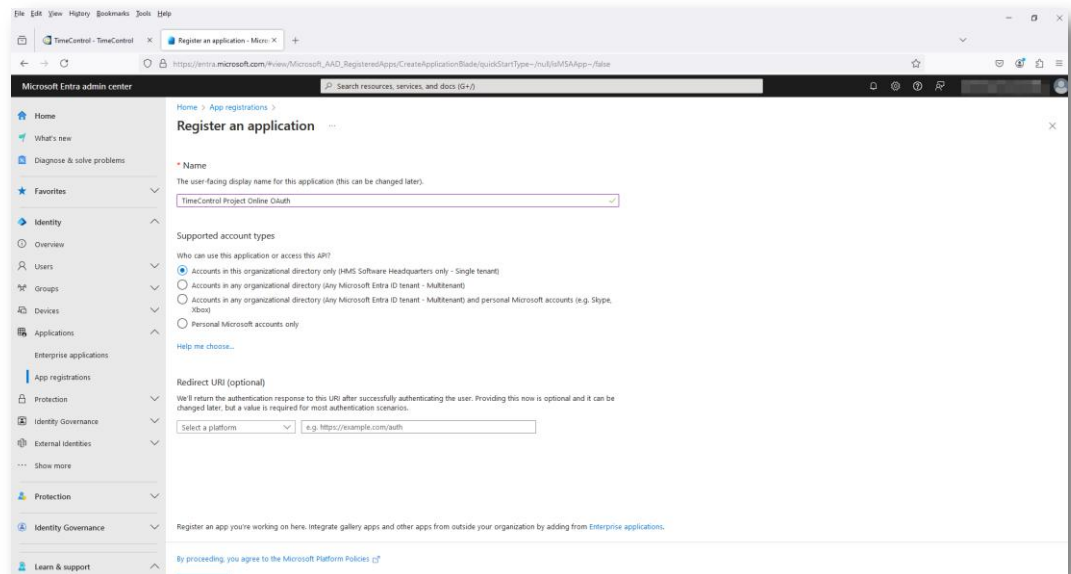 File Edit View History Bookmarks Tools Help
TimeControl - TimeControl
Register an application - Micro
https://entra.microsoft.com/#view/Microsoft_AAD_RegisteredApps/CreateApplicationBlade/quickStartType~/null/isMSAApp~/false
Microsoft Entra admin center
Search resources, services, and docs (G+/)
Home
What's new
Diagnose & solve problems
Favorites
Identity
Overview
Users
Groups
Devices
Applications
Enterprise applications
App registrations
Protection
Identity Governance
External Identities
Show more
Protection
Identity Governance
Learn & support
Home > App registrations >
Register an application ...
* Name
The user-facing display name for this application (this can be changed later).
TimeControl Project Online OAuth
Supported account types
Who can use this application or access this API?
Accounts in this organizational directory only (HMS Software Headquarters only - Single tenant)
Accounts in any organizational directory (Any Microsoft Entra ID tenant - Multitenant)
Accounts in any organizational directory (Any Microsoft Entra ID tenant - Multitenant) and personal Microsoft accounts (e.g. Skype,
Xbox)
Personal Microsoft accounts only
Help me choose...
Redirect URI (optional)
We'll return the authentication response to this URI after successfully authenticating the user. Providing this now is optional and it can be
changed later, but a value is required for most authentication scenarios.
Select a platform
e.g. https://example.com/auth
Register an app you're working on here. Integrate gallery apps and other apps from outside your organization by adding from Enterprise applications.
By proceeding, you agree to the Microsoft Platform Policies